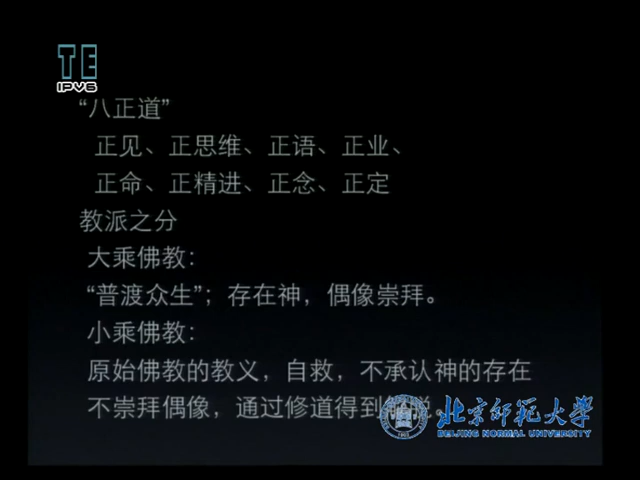 TE
IPV6
“八正道”
正见、正思维、正语、正业、
正命、正精进、正念、正定
教派之分
大乘佛教：
“普渡众生”；存在神，偶像崇拜。
小乘佛教：
原始佛教的教义，自救，不承认神的存在
不崇拜偶像，通过修道得到解脱。
北京师范大学
BEIJING NORMAL UNIVERSITY